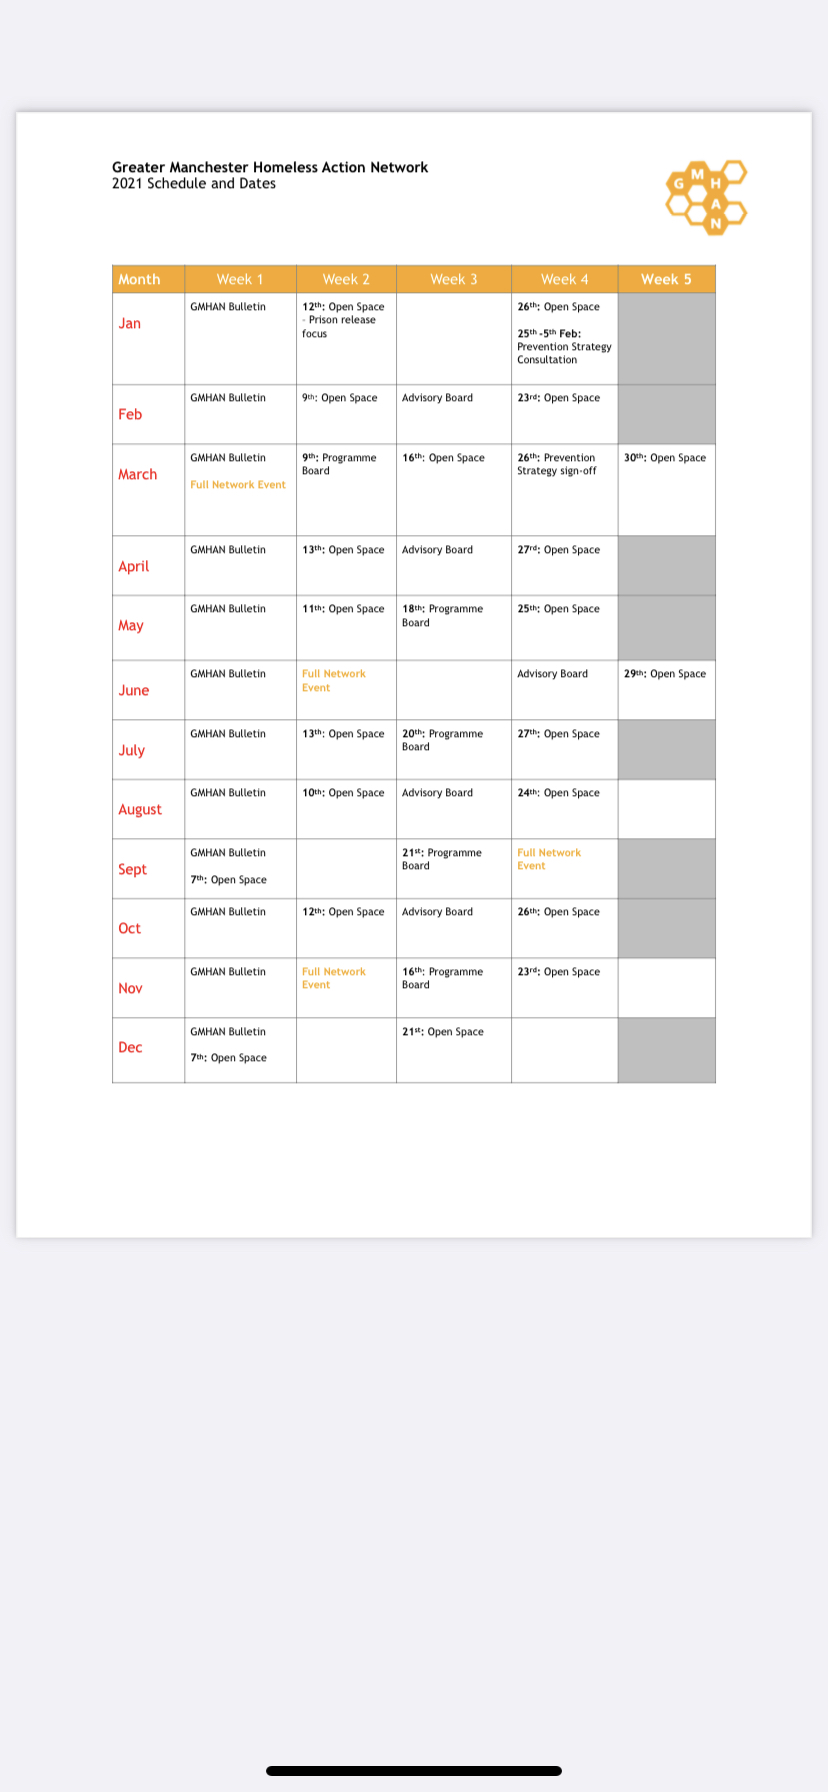 Greater Manchester Homeless Action Network
2021 Schedule and Dates
G M H A N
Month Week 1 Week 2 Week 3 Week 4 Week 5
Jan
GMHAN Bulletin
12th: Open Space
- Prison release
focus
26th: Open Space
25th -5th Feb:
Prevention Strategy
Consultation
Feb
GMHAN Bulletin
9th: Open Space
Advisory Board
23rd: Open Space
March
GMHAN Bulletin
Full Network Event
9th: Programme
Board
16th: Open Space
26th: Prevention
Strategy sign-off
30th: Open Space
April
GMHAN Bulletin
13th: Open Space
Advisory Board
27rd: Open Space
May
GMHAN Bulletin
11th: Open Space
18th: Programme
Board
25th: Open Space
June
GMHAN Bulletin
Full Network
Event
Advisory Board
29th: Open Space
July
GMHAN Bulletin
13th: Open Space
20th: Programme
Board
27th: Open Space
August
GMHAN Bulletin
10th: Open Space
Advisory Board
24th: Open Space
Sept
GMHAN Bulletin
7th: Open Space
21st: Programme
Board
Full Network
Event
Oct
GMHAN Bulletin
12th: Open Space
Advisory Board
26th: Open Space
Nov
GMHAN Bulletin
Full Network
Event
16th: Programme
Board
23rd: Open Space
Dec
GMHAN Bulletin
7th: Open Space
21st: Open Space